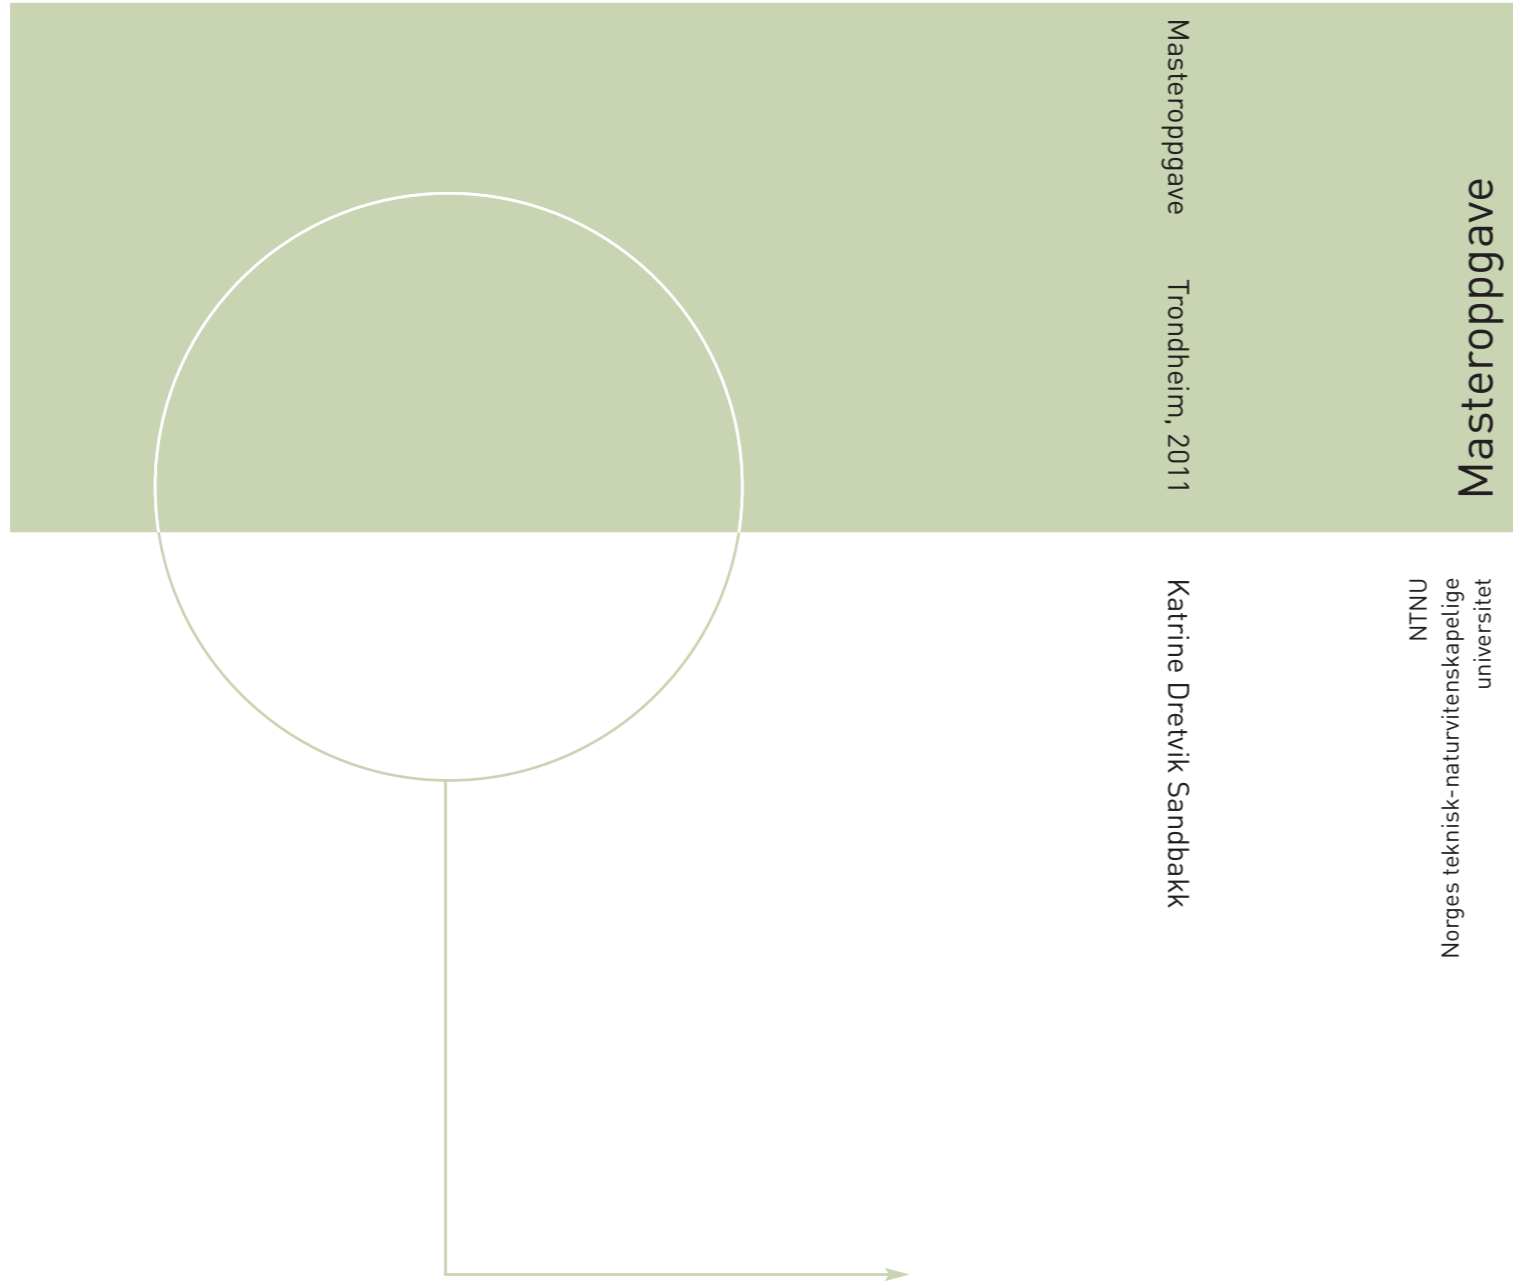 Masteroppgave
Trondheim, 2011
Katrine Dretvik Sandbakk
Masteroppgave
NTNU
Norges teknisk-naturvitenskapelige
universitet